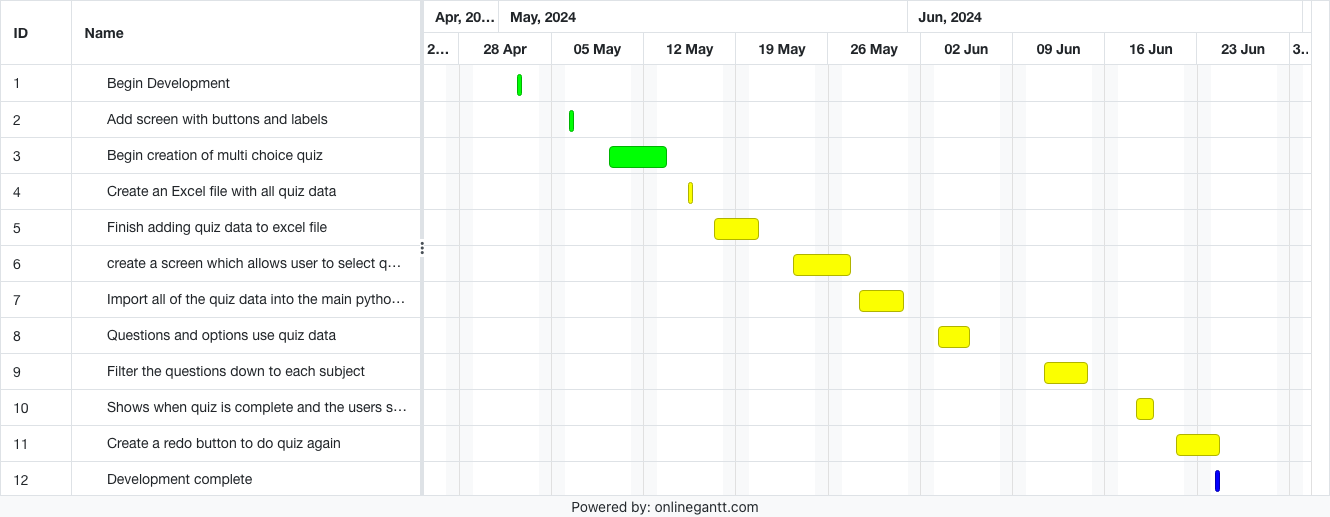 ID Name Apr, 20... May, 2024 Jun, 2024
2... 28 Apr 05 May 12 May 19 May 26 May 02 Jun 09 Jun 16 Jun 23 Jun 3..
1 Begin Development
2 Add screen with buttons and labels
3 Begin creation of multi choice quiz
4 Create an Excel file with all quiz data
5 Finish adding quiz data to excel file
6 create a screen which allows user to select q...
7 Import all of the quiz data into the main pytho...
8 Questions and options use quiz data
9 Filter the questions down to each subject
10 Shows when quiz is complete and the users s...
11 Create a redo button to do quiz again
12 Development complete
Powered by: onlinegantt.com